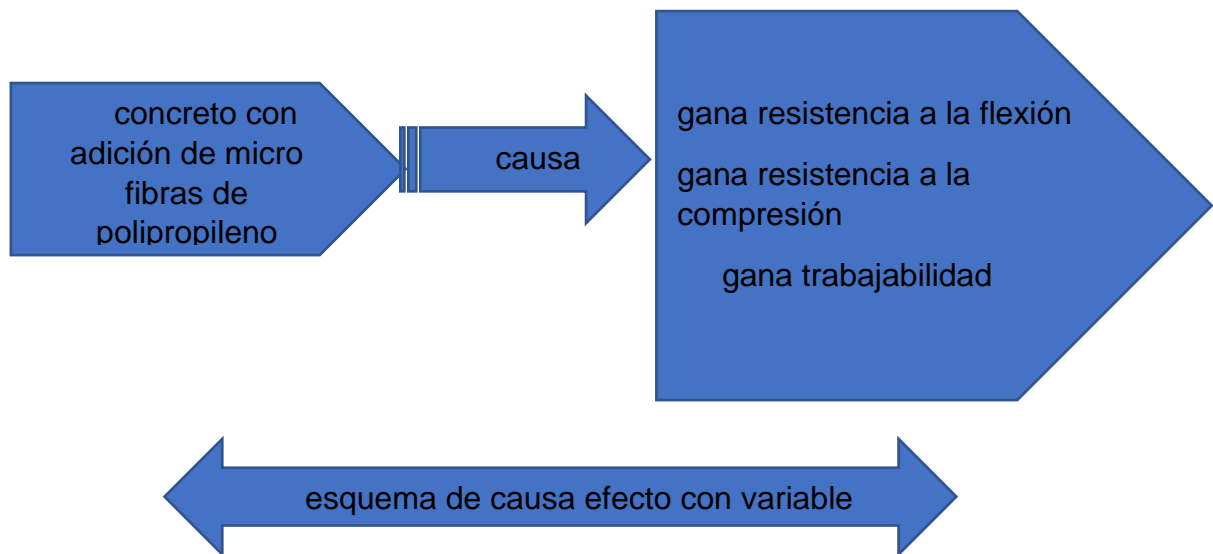 concreto con
adición de micro
fibras de
polipropileno
causa
gana resistencia a la flexión
gana resistencia a la
compresión
gana trabajabilidad
esquema de causa efecto con variable